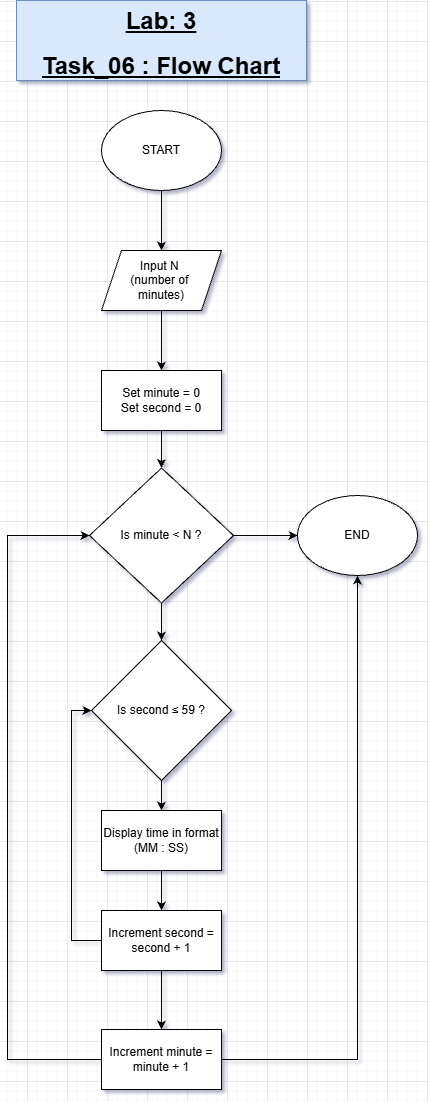 Lab: 3
Task_06 : Flow Chart
START
Input N
(number of
minutes)
Set minute = 0
Set second = 0
Is minute < N ?
END
Is second ≤ 59 ?
Display time in format
(MM : SS)
Increment second =
second + 1
Increment minute =
minute + 1